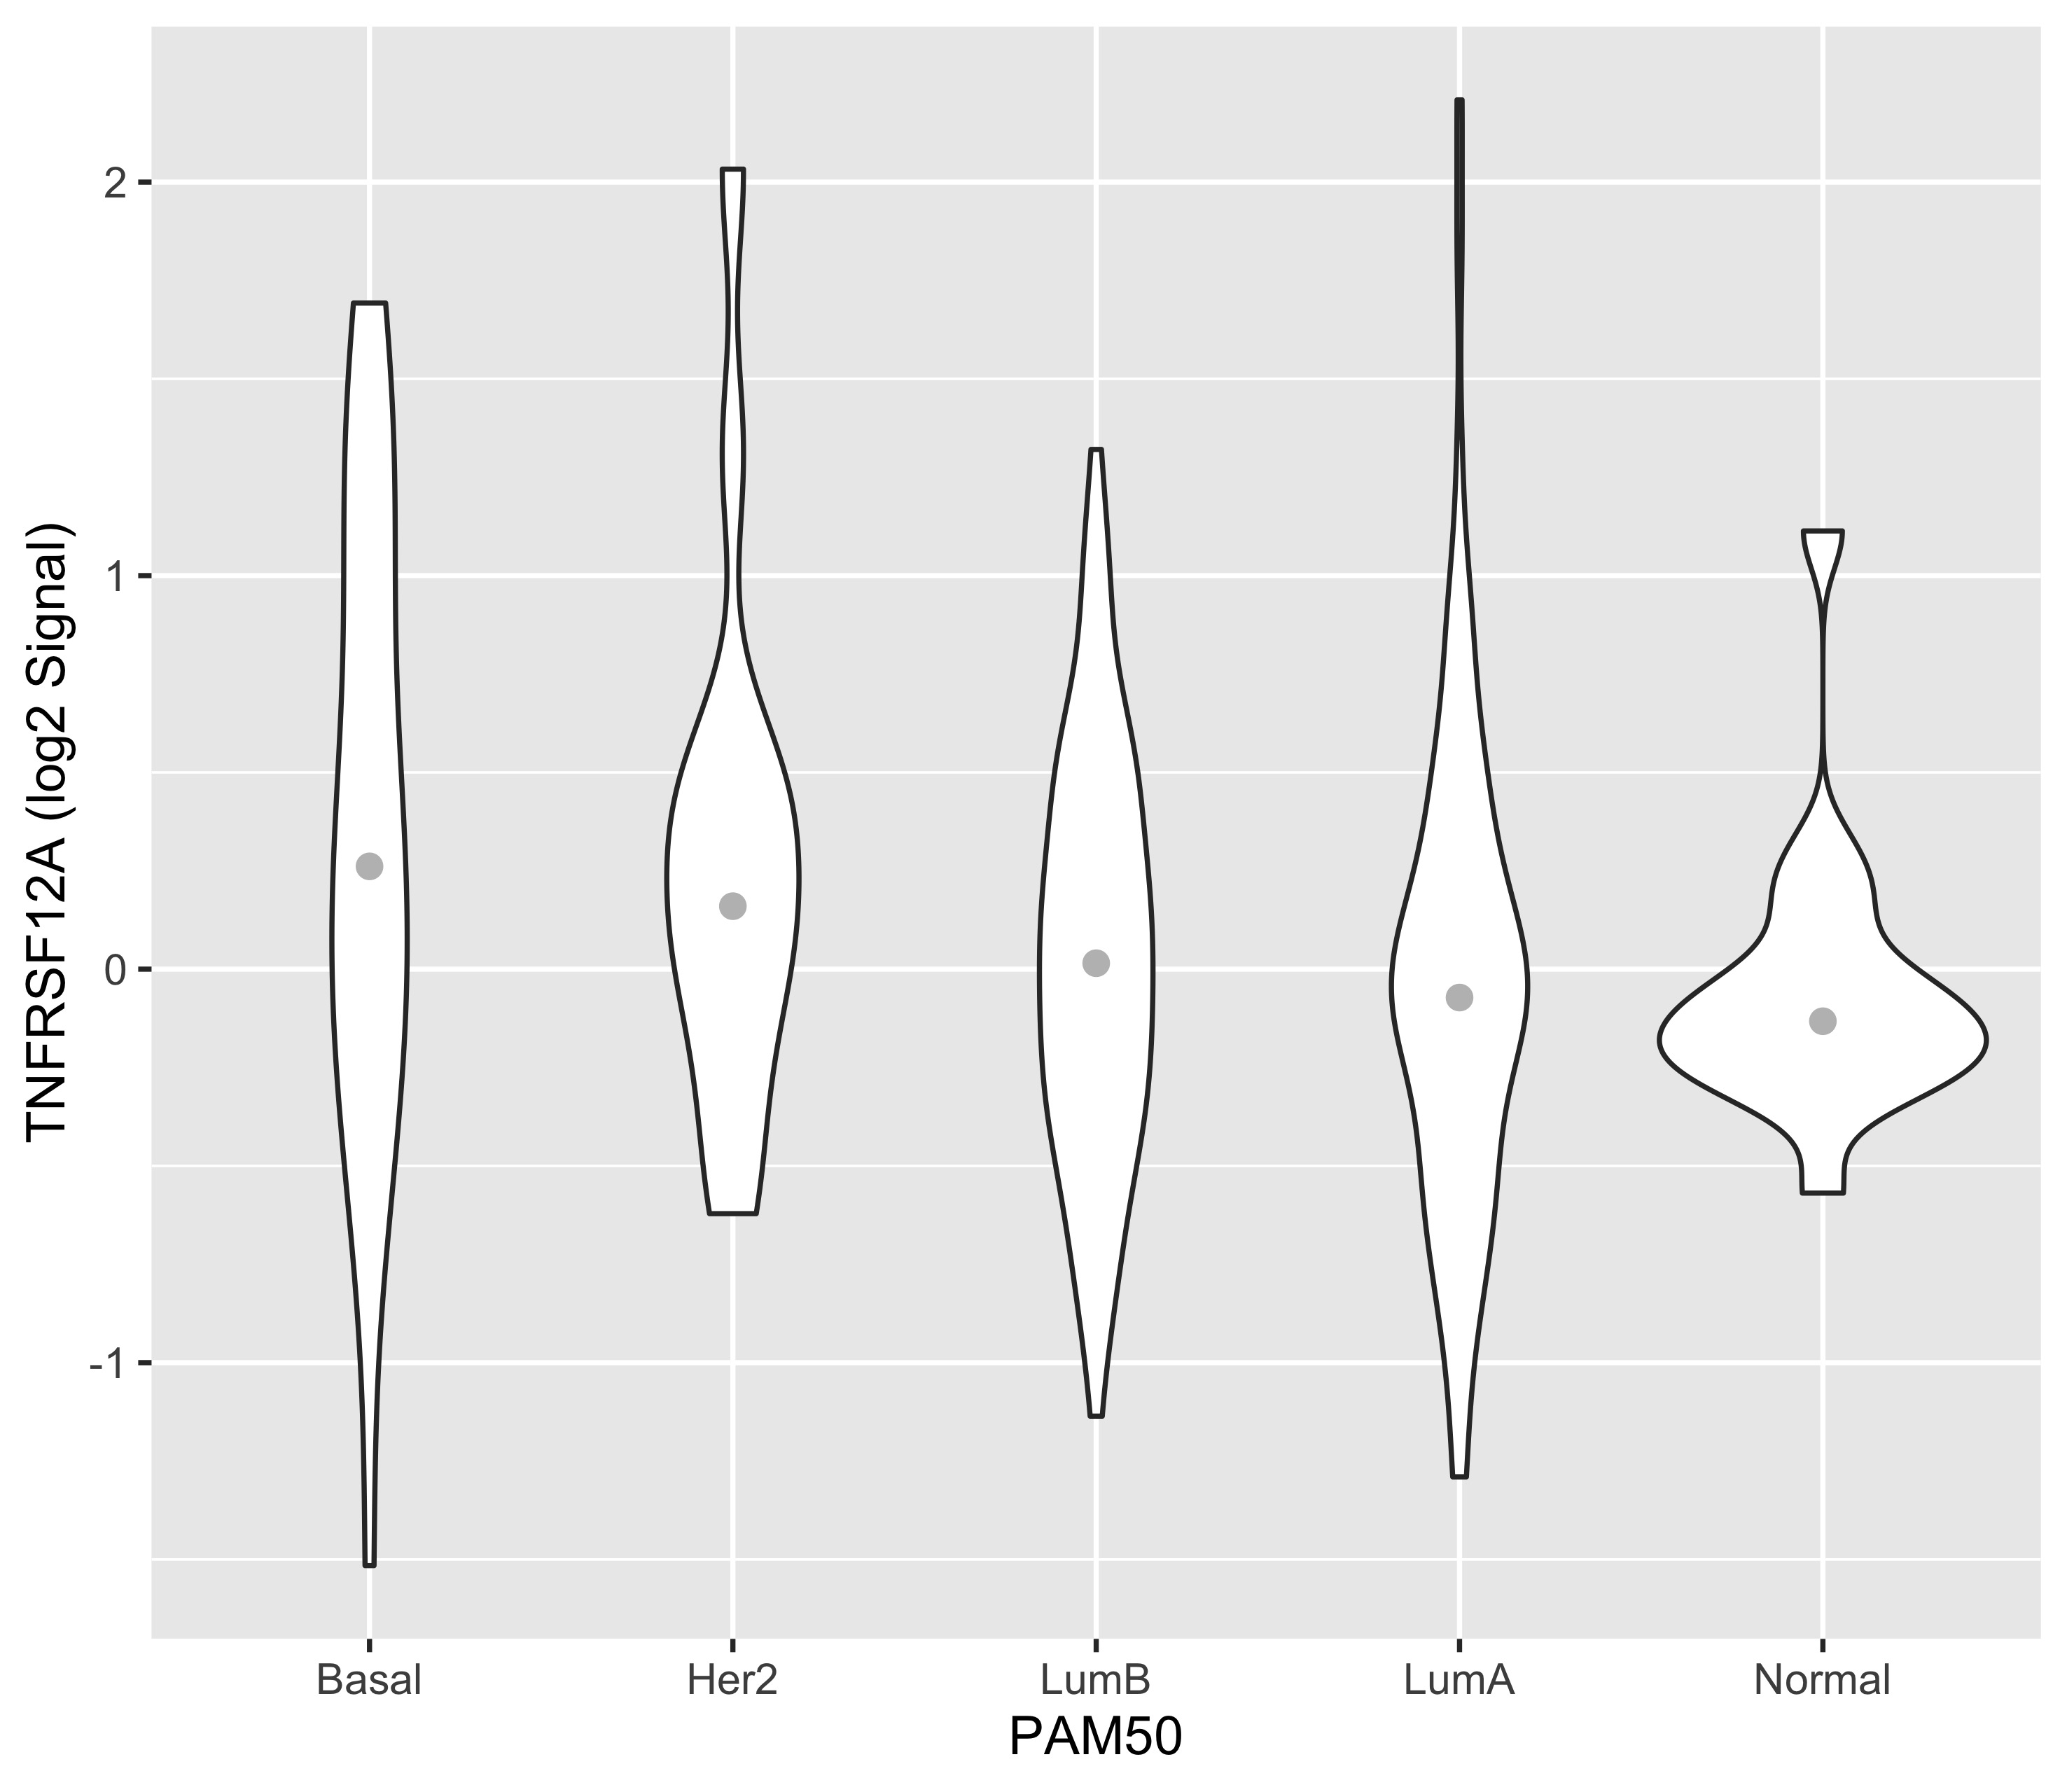 TNFRSF12A (log2 Signal)
2
1
0
-1
Basal Her2 LumB LumA Normal
PAM50